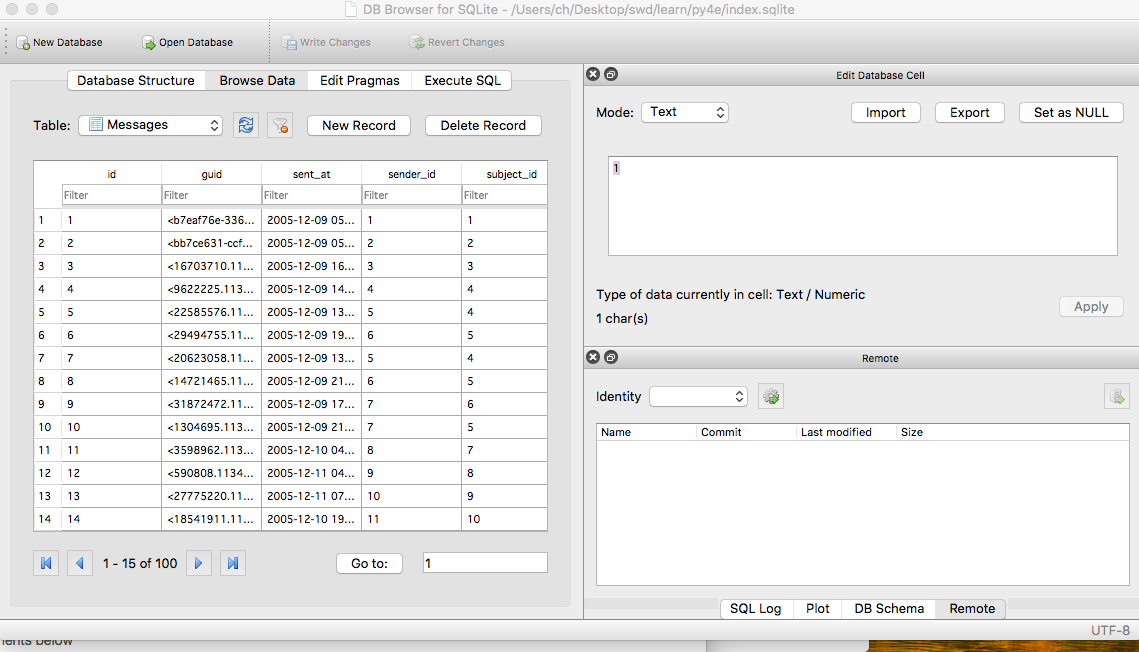 DB Browser for SQLite - /Users/ch/Desktop/swd/learn/py4e/index.sqlite
New Database Open Database Write Changes Revert Changes
Database Structure Browse Data Edit Pragmas Execute SQL
Table: Messages New Record Delete Record
id guid sent_at sender_id subject_id
Filter Filter Filter Filter Filter
1 1 <b7eaf76e-336... 2005-12-09 05... 1 1
2 2 <bb7ce631-ccf... 2005-12-09 05... 2 2
3 3 <16703710.11... 2005-12-09 16... 3 3
4 4 <9622225.113... 2005-12-09 14... 4 4
5 5 <22585576.11... 2005-12-09 13... 5 4
6 6 <29494755.11... 2005-12-09 19... 6 5
7 7 <20623058.11... 2005-12-09 13... 5 4
8 8 <14721465.11... 2005-12-09 21... 6 5
9 9 <31872472.11... 2005-12-09 17... 7 6
10 10 <1304695.113... 2005-12-09 21... 7 5
11 11 <3598962.113... 2005-12-10 04... 8 7
12 12 <590808.1134... 2005-12-11 04... 9 8
13 13 <27775220.11... 2005-12-11 07... 10 9
14 14 <18541911.11... 2005-12-10 19... 11 10
1 - 15 of 100 Go to: 1
Edit Database Cell
Mode: Text Import Export Set as NULL
1
Type of data currently in cell: Text / Numeric
1 char(s)
Apply
Remote
Identity
Name Commit Last modified Size
SQL Log Plot DB Schema Remote
UTF-8
below